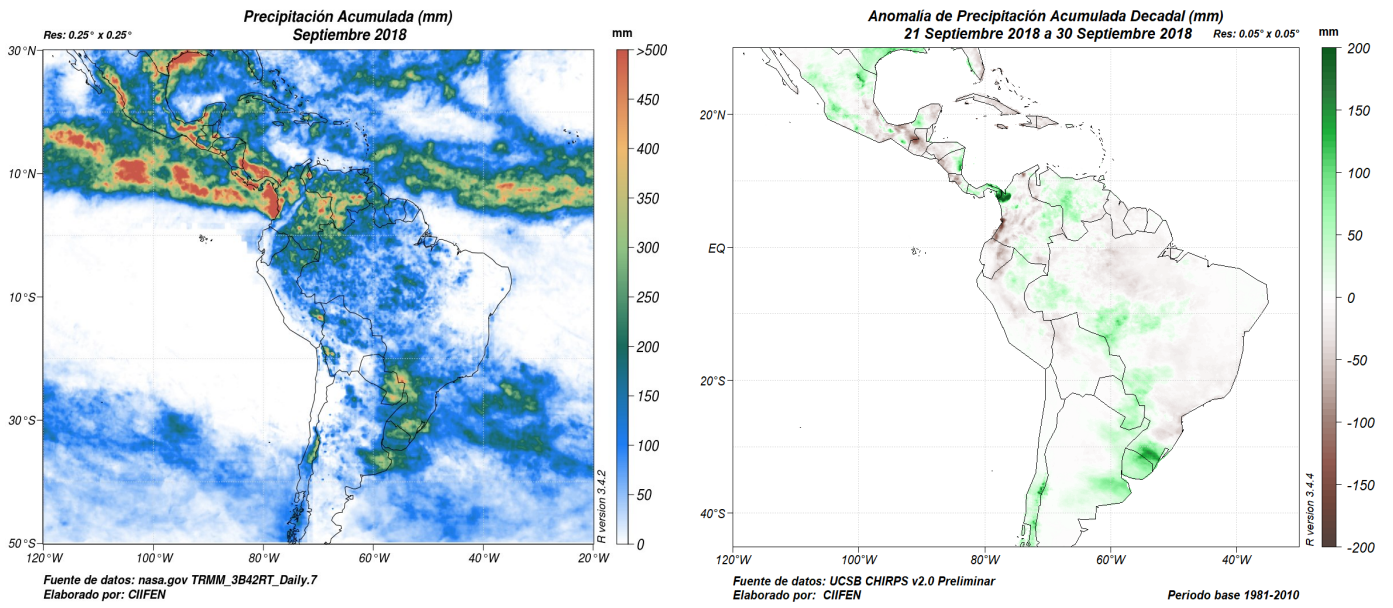 Precipitación Acumulada (mm)
Septiembre 2018
Res: 0.25° x 0.25°
mm
30°N
10°N
10°S
30°S
50°S
120°W
100°W
80°W
60°W
40°W
20°W
>500
450
400
350
300
250
200
150
100
50
0
R version 3.4.2
Fuente de datos: nasa.gov TRMM_3B42RT_Daily.7
Elaborado por: CIIFEN
Anomalía de Precipitación Acumulada Decadal (mm)
21 Septiembre 2018 a 30 Septiembre 2018
Res: 0.05° x 0.05°
mm
20°N
EQ
20°S
40°S
120°W
100°W
80°W
60°W
40°W
200
150
100
50
0
-50
-100
-150
-200
R version 3.4.4
Fuente de datos: UCSB CHIRPS v2.0 Preliminar
Elaborado por: CIIFEN
Periodo base 1981-2010